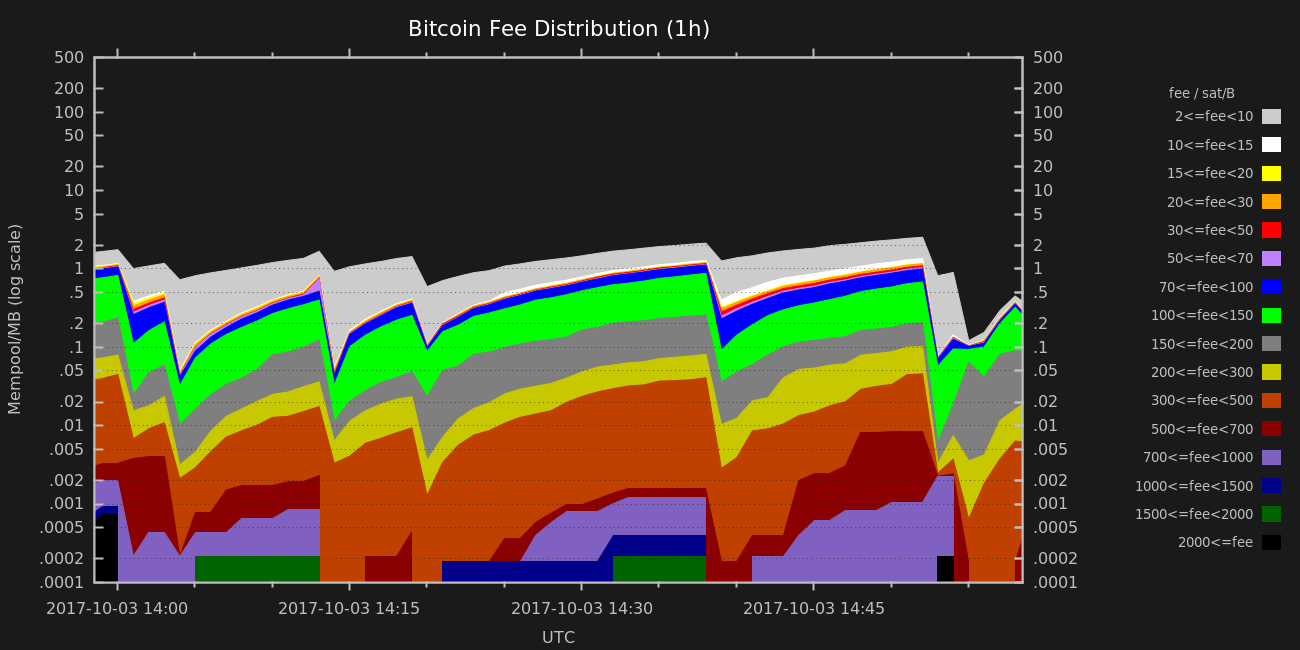 Bitcoin Fee Distribution (1h)
Mempool/MB (log scale)
500
200
100
50
20
10
5
2
1
.5
.2
.1
.05
.02
.01
.005
.002
.001
.0005
.0002
.0001
2017-10-03 14:00
2017-10-03 14:15
2017-10-03 14:30
2017-10-03 14:45
UTC
500
200
100
50
20
10
5
2
1
.5
.2
.1
.05
.02
.01
.005
.002
.001
.0005
.0002
.0001
fee / sat/B
2<=fee<10
10<=fee<15
15<=fee<20
20<=fee<30
30<=fee<50
50<=fee<70
70<=fee<100
100<=fee<150
150<=fee<200
200<=fee<300
300<=fee<500
500<=fee<700
700<=fee<1000
1000<=fee<1500
1500<=fee<2000
2000<=fee